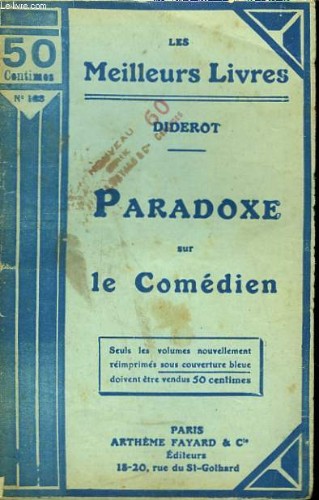 50
Centimes
LES
Meilleurs Livres
DIDEROT
NOUVEAU
60
PARADOXE
sur
le Comédien
Seuls les volumes nouvellement
réimprimés sous couverture bleue
doivent être vendus 50 centimes
PARIS
ARTHÈME FAYARD & Cie
Éditeurs
18-20, rue du St-Gothard